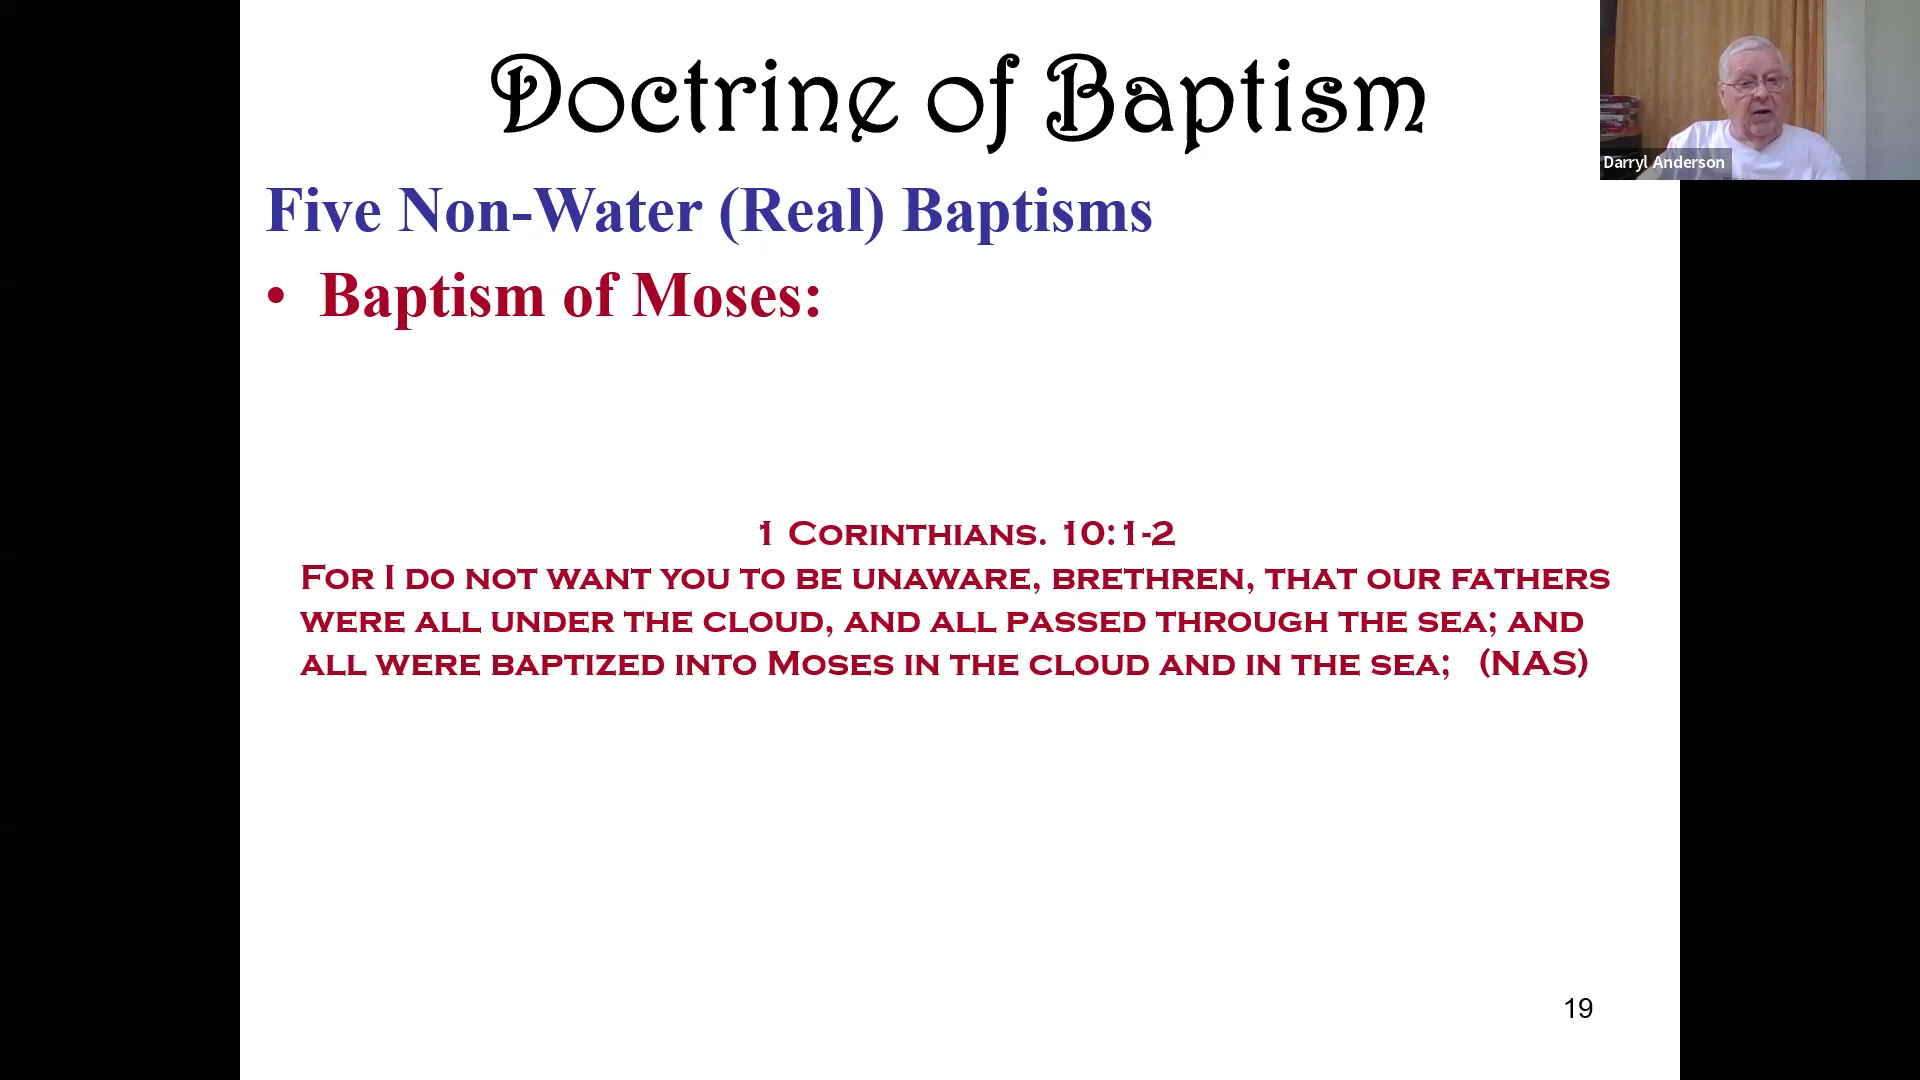 Doctrine of Baptism
Darryl Anderson
Five Non-Water (Real) Baptisms
• Baptism of Moses:
1 Corinthians. 10:1-2
For I do not want you to be unaware, brethren, that our fathers
were all under the cloud, and all passed through the sea; and
all were baptized into Moses in the cloud and in the sea; (NAS)
19